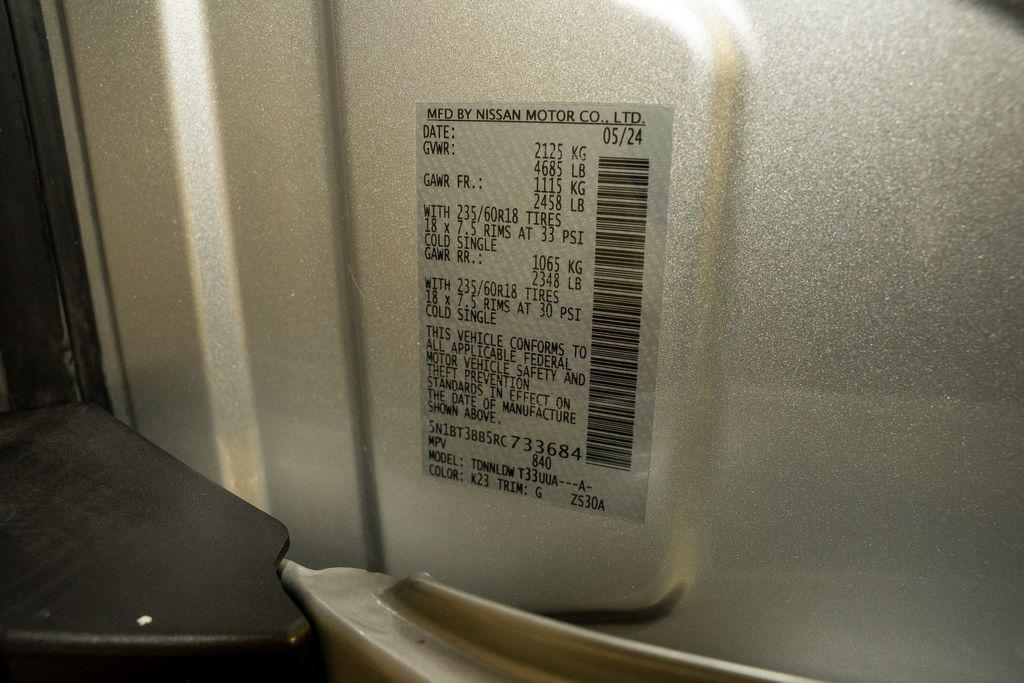 MFD BY NISSAN MOTOR CO., LTD.
DATE: 05/24
GVWR: 2125 KG
4685 LB
GAWR FR.: 1115 KG
2458 LB
WITH 235/60R18 TIRES
18 x 7.5 RIMS AT 33 PSI
COLD SINGLE
GAWR RR.: 1065 KG
2348 LB
WITH 235/60R18 TIRES
18 x 7.5 RIMS AT 30 PSI
COLD SINGLE
THIS VEHICLE CONFORMS TO
ALL APPLICABLE FEDERAL
MOTOR VEHICLE SAFETY AND
THEFT PREVENTION
STANDARDS IN EFFECT ON
THE DATE OF MANUFACTURE
SHOWN ABOVE.
5N1BT3BB5RC733684
MPV 840
MODEL: TDNNLDW T33UUA---A-
COLOR: K23 TRIM: G ZS30A